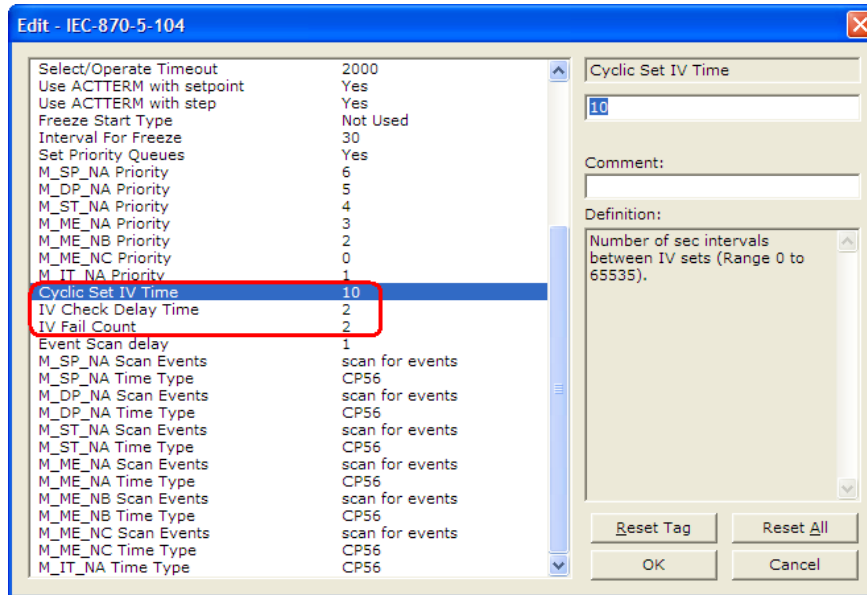 Edit - IEC-870-5-104
Select/Operate Timeout 2000
Use ACTTERM with setpoint Yes
Use ACTTERM with step Yes
Freeze Start Type Not Used
Interval For Freeze 30
Set Priority Queues Yes
M_SP_NA Priority 6
M_DP_NA Priority 5
M_ST_NA Priority 4
M_ME_NA Priority 3
M_ME_NB Priority 2
M_ME_NC Priority 0
M_IT_NA Priority 1
Cyclic Set IV Time 10
IV Check Delay Time 2
IV Fail Count 2
Event Scan delay 1
M_SP_NA Scan Events scan for events
M_SP_NA Time Type CP56
M_DP_NA Scan Events scan for events
M_DP_NA Time Type CP56
M_ST_NA Scan Events scan for events
M_ST_NA Time Type CP56
M_ME_NA Scan Events scan for events
M_ME_NA Time Type CP56
M_ME_NB Scan Events scan for events
M_ME_NB Time Type CP56
M_ME_NC Scan Events scan for events
M_ME_NC Time Type CP56
M_IT_NA Time Type CP56
Cyclic Set IV Time
10
Comment:
Definition:
Number of sec intervals
between IV sets (Range 0 to
65535).
Reset Tag Reset All
OK Cancel